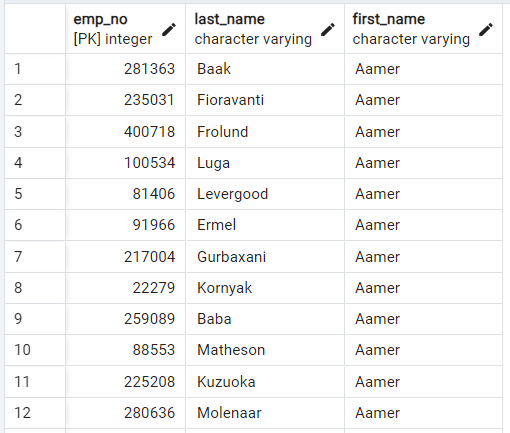 emp_no last_name first_name
[PK] integer character varying character varying
1 281363 Baak Aamer
2 235031 Fioravanti Aamer
3 400718 Frolund Aamer
4 100534 Luga Aamer
5 81406 Levergood Aamer
6 91966 Ermel Aamer
7 217004 Gurbaxani Aamer
8 22279 Kornyak Aamer
9 259089 Baba Aamer
10 88553 Matheson Aamer
11 225208 Kuzuoka Aamer
12 280636 Molenaar Aamer